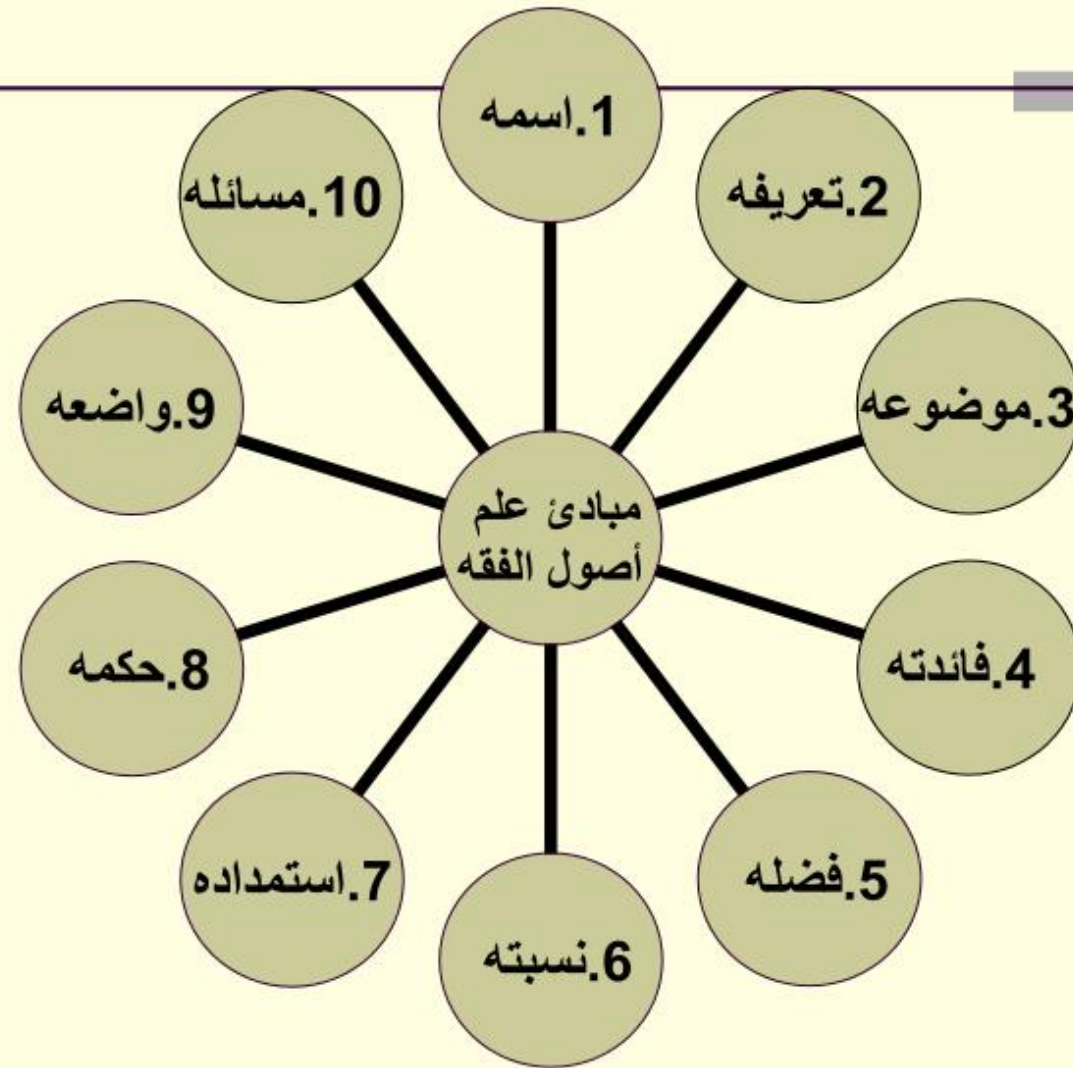 1.اسمه
2.تعريفه
3.موضوعه
4.فائدته
5.فضله
6.نسبته
7.استمداده
8.حكمه
9.واضعه
10.مسائله
مبادئ علم
أصول الفقه